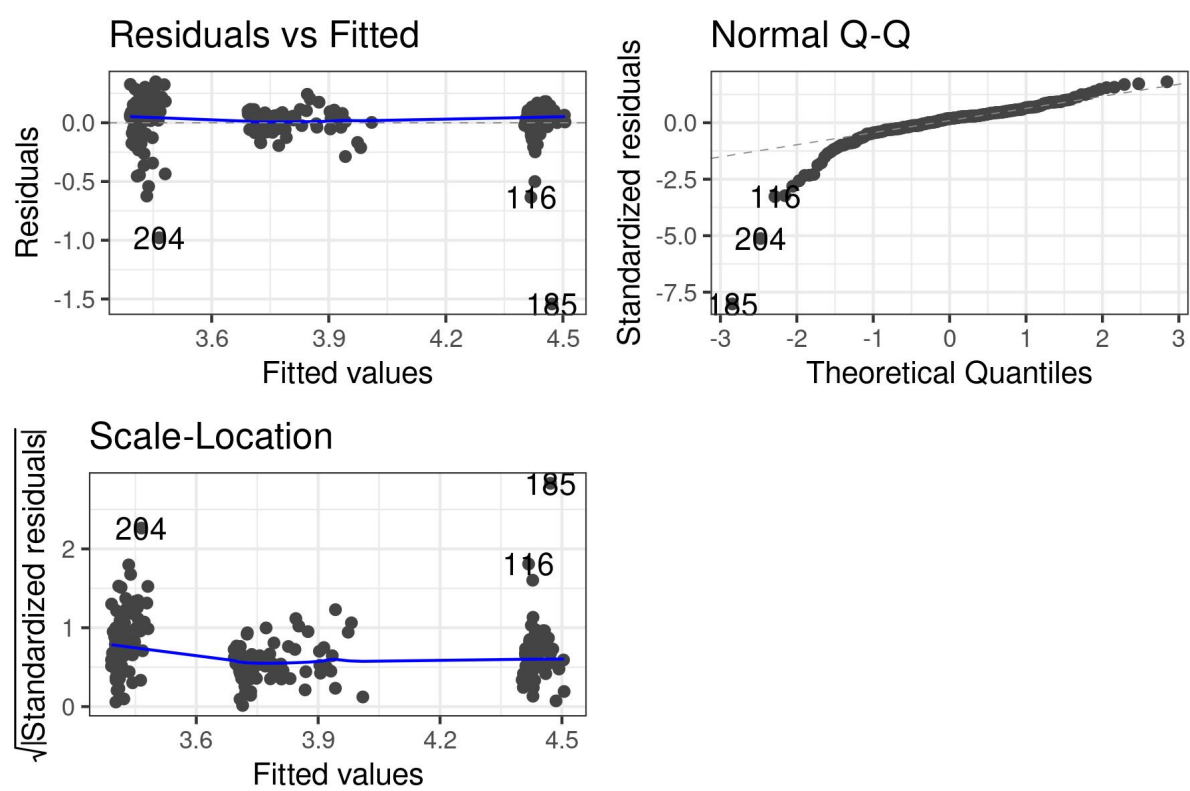 Residuals vs Fitted
Residuals
0.0
-0.5
-1.0
-1.5
116
204
185
3.6 3.9 4.2 4.5
Fitted values
Normal Q-Q
Standardized residuals
0.0
-2.5
-5.0
-7.5
116
204
185
-3 -2 -1 0 1 2 3
Theoretical Quantiles
Scale-Location
√|Standardized residuals|
2
1
0
185
204
116
3.6 3.9 4.2 4.5
Fitted values